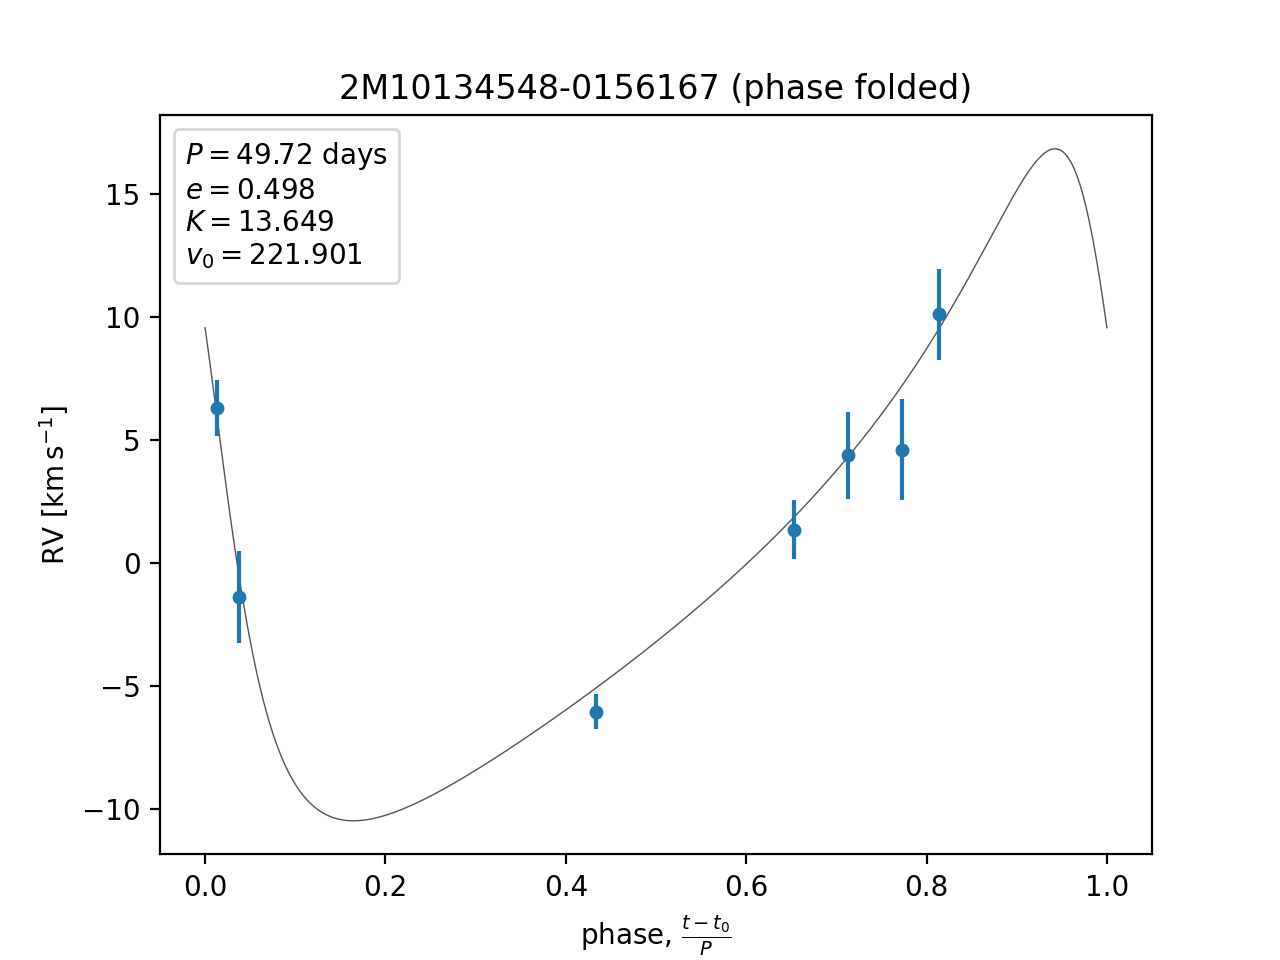 2M10134548-0156167 (phase folded)
P = 49.72 days
e = 0.498
K = 13.649
v₀ = 221.901
15
10
5
0
−5
−10
RV [km s⁻¹]
0.0 0.2 0.4 0.6 0.8 1.0
phase, (t − t₀)/P